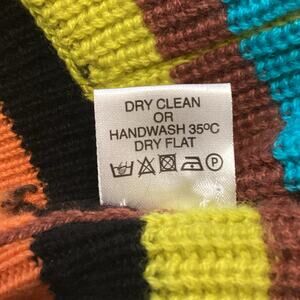 DRY CLEAN
OR
HANDWASH 35ºC
DRY FLAT
P